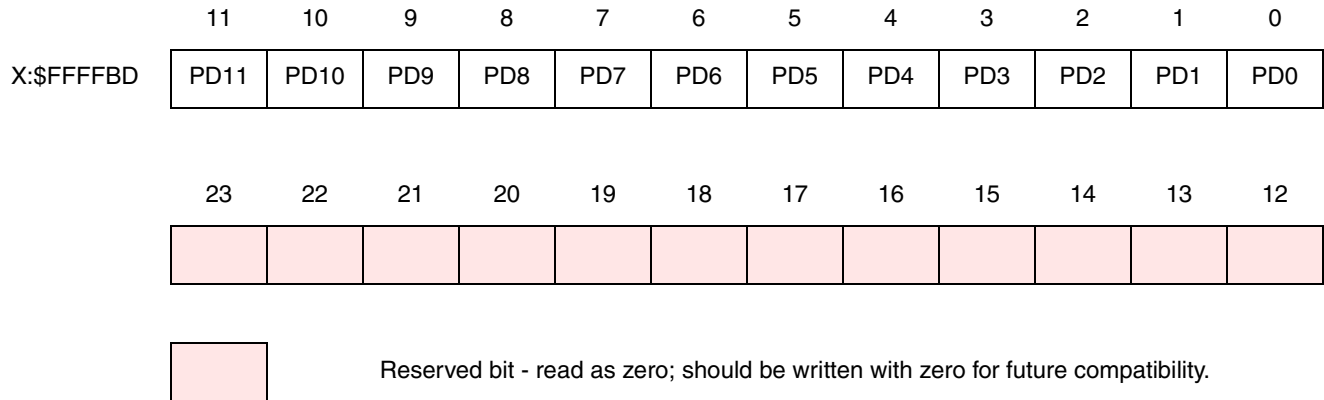 11 10 9 8 7 6 5 4 3 2 1 0
X:$FFFFBD PD11 PD10 PD9 PD8 PD7 PD6 PD5 PD4 PD3 PD2 PD1 PD0
23 22 21 20 19 18 17 16 15 14 13 12
Reserved bit - read as zero; should be written with zero for future compatibility.